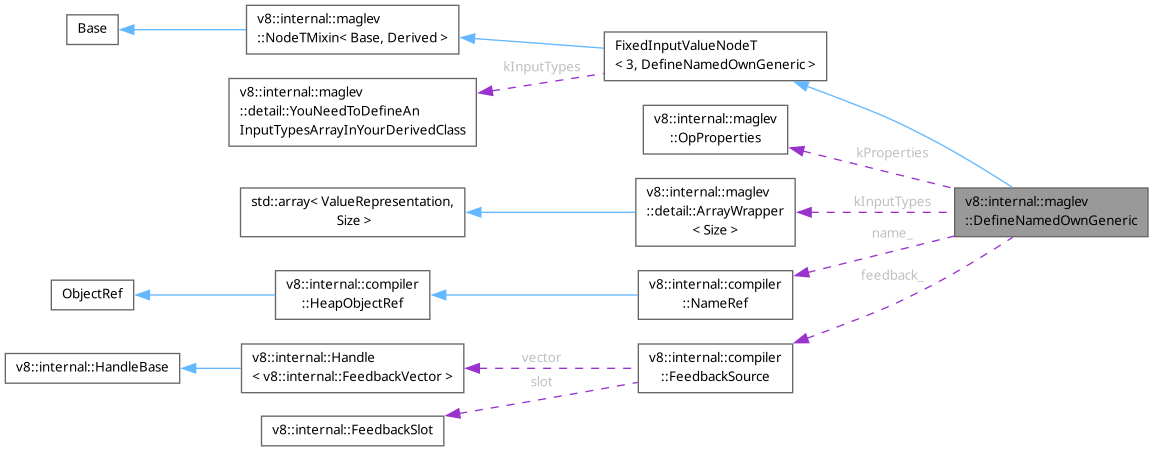 Base
v8::internal::maglev
::NodeTMixin< Base, Derived >
FixedInputValueNodeT
< 3, DefineNamedOwnGeneric >
kInputTypes
v8::internal::maglev
::detail::YouNeedToDefineAn
InputTypesArrayInYourDerivedClass
v8::internal::maglev
::OpProperties
kProperties
std::array< ValueRepresentation,
Size >
v8::internal::maglev
::detail::ArrayWrapper
< Size >
kInputTypes
v8::internal::maglev
::DefineNamedOwnGeneric
name_
feedback_
ObjectRef
v8::internal::compiler
::HeapObjectRef
v8::internal::compiler
::NameRef
v8::internal::HandleBase
v8::internal::Handle
< v8::internal::FeedbackVector >
vector
slot
v8::internal::compiler
::FeedbackSource
v8::internal::FeedbackSlot